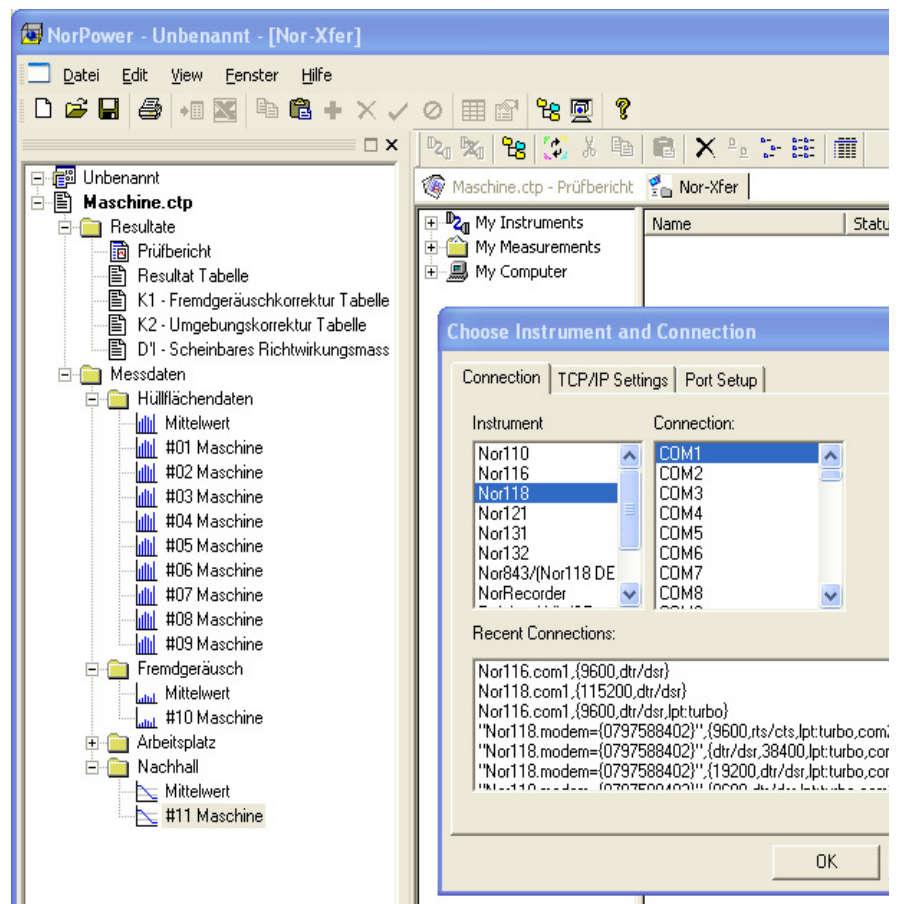 NorPower - Unbenannt - [Nor-Xfer]
Datei Edit View Fenster Hilfe
Unbenannt
Maschine.ctp
Resultate
Prüfbericht
Resultat Tabelle
K1 - Fremdgeräuschkorrektur Tabelle
K2 - Umgebungskorrektur Tabelle
D'I - Scheinbares Richtwirkungsmass
Messdaten
Hüllflächendaten
Mittelwert
#01 Maschine
#02 Maschine
#03 Maschine
#04 Maschine
#05 Maschine
#06 Maschine
#07 Maschine
#08 Maschine
#09 Maschine
Fremdgeräusch
Mittelwert
#10 Maschine
Arbeitsplatz
Nachhall
Mittelwert
#11 Maschine
Maschine.ctp - Prüfbericht
Nor-Xfer
My Instruments
My Measurements
My Computer
Name Statu
Choose Instrument and Connection
Connection TCP/IP Settings Port Setup
Instrument
Nor110
Nor116
Nor118
Nor121
Nor131
Nor132
Nor843/(Nor118 DE
NorRecorder
Connection:
COM1
COM2
COM3
COM4
COM5
COM6
COM7
COM8
Recent Connections:
Nor116.com1,{9600,dtr/dsr}
Nor118.com1,{115200,dtr/dsr}
Nor116.com1,{9600,dtr/dsr,lpt:turbo}
"Nor118.modem={0797588402}",{9600,rts/cts,lpt:turbo,com2
"Nor118.modem={0797588402}",{dtr/dsr,38400,lpt:turbo,cor
"Nor118.modem={0797588402}",{19200,dtr/dsr,lpt:turbo,cor
OK